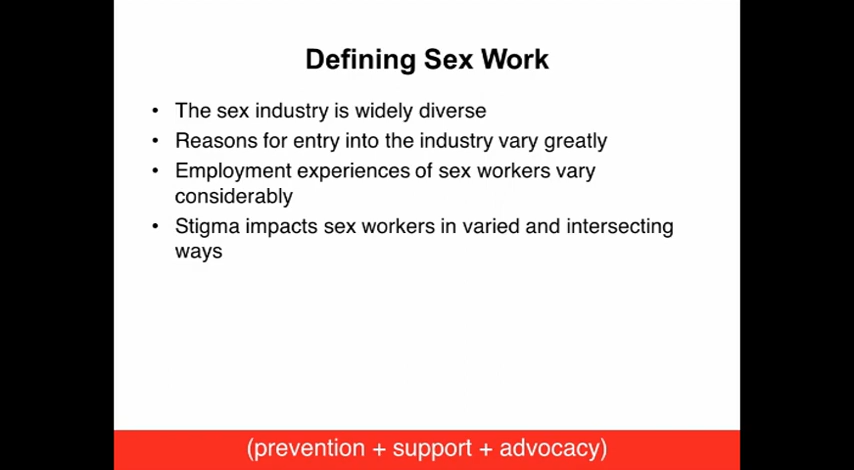 Defining Sex Work
• The sex industry is widely diverse
• Reasons for entry into the industry vary greatly
• Employment experiences of sex workers vary
considerably
• Stigma impacts sex workers in varied and intersecting
ways
(prevention + support + advocacy)